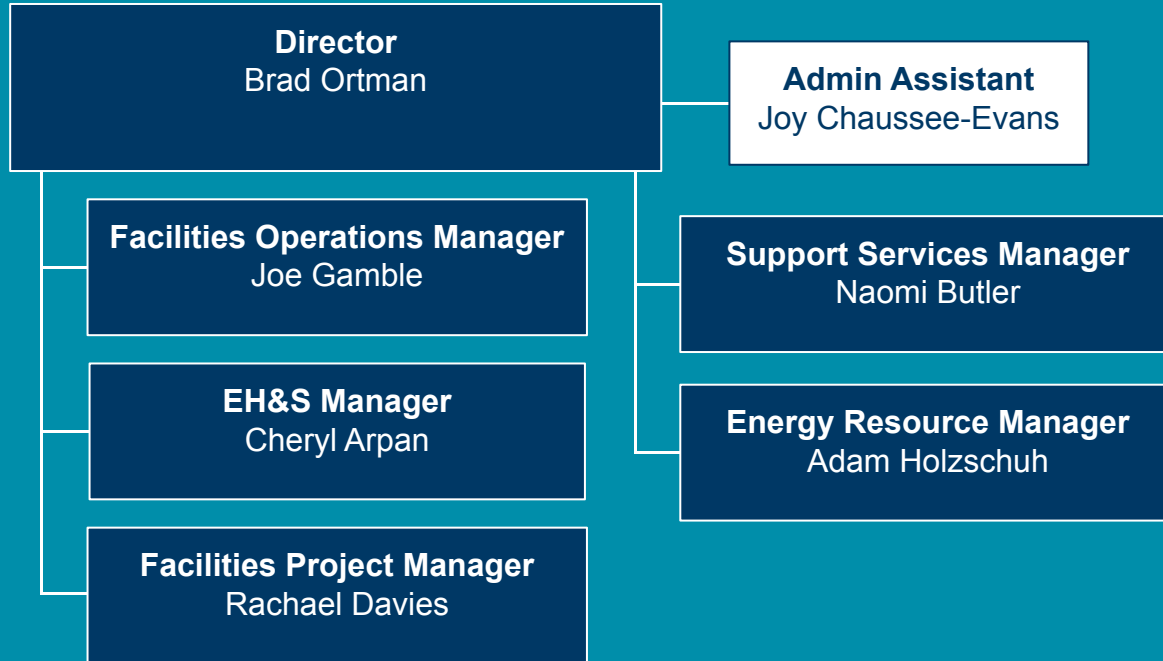 Director
Brad Ortman
Admin Assistant
Joy Chaussee-Evans
Facilities Operations Manager
Joe Gamble
Support Services Manager
Naomi Butler
EH&S Manager
Cheryl Arpan
Energy Resource Manager
Adam Holzschuh
Facilities Project Manager
Rachael Davies